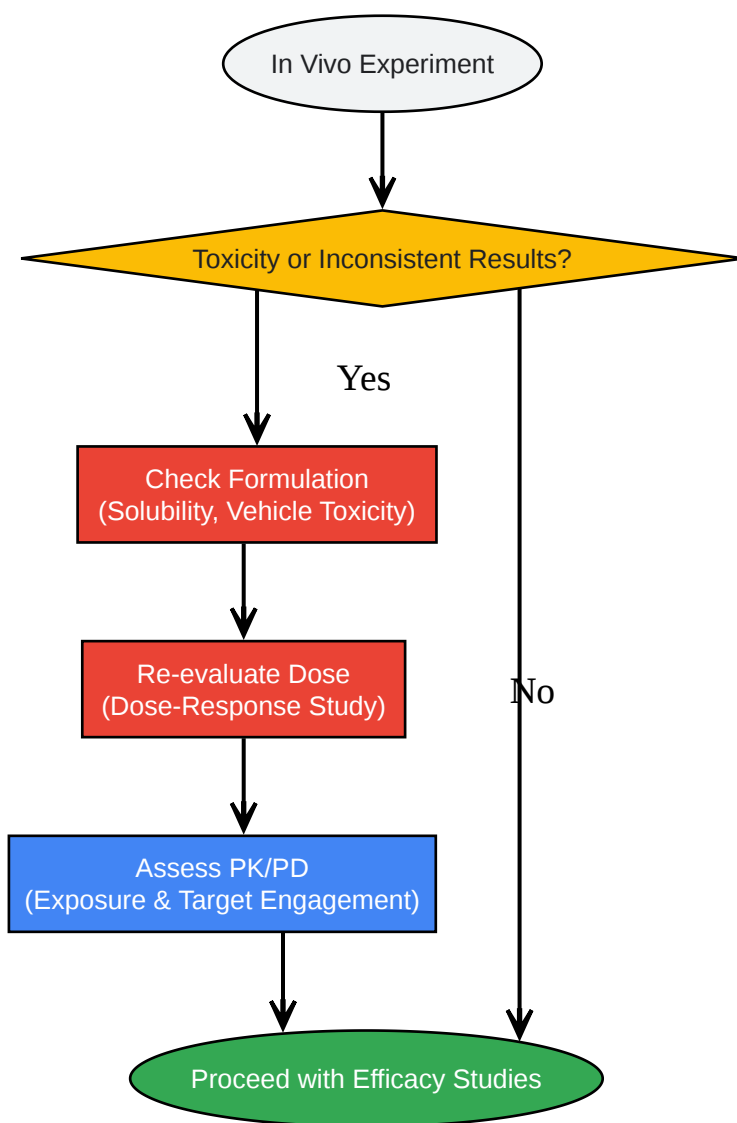 In Vivo Experiment
Toxicity or Inconsistent Results?
Yes
Check Formulation
(Solubility, Vehicle Toxicity)
Re-evaluate Dose
(Dose-Response Study)
No
Assess PK/PD
(Exposure & Target Engagement)
Proceed with Efficacy Studies